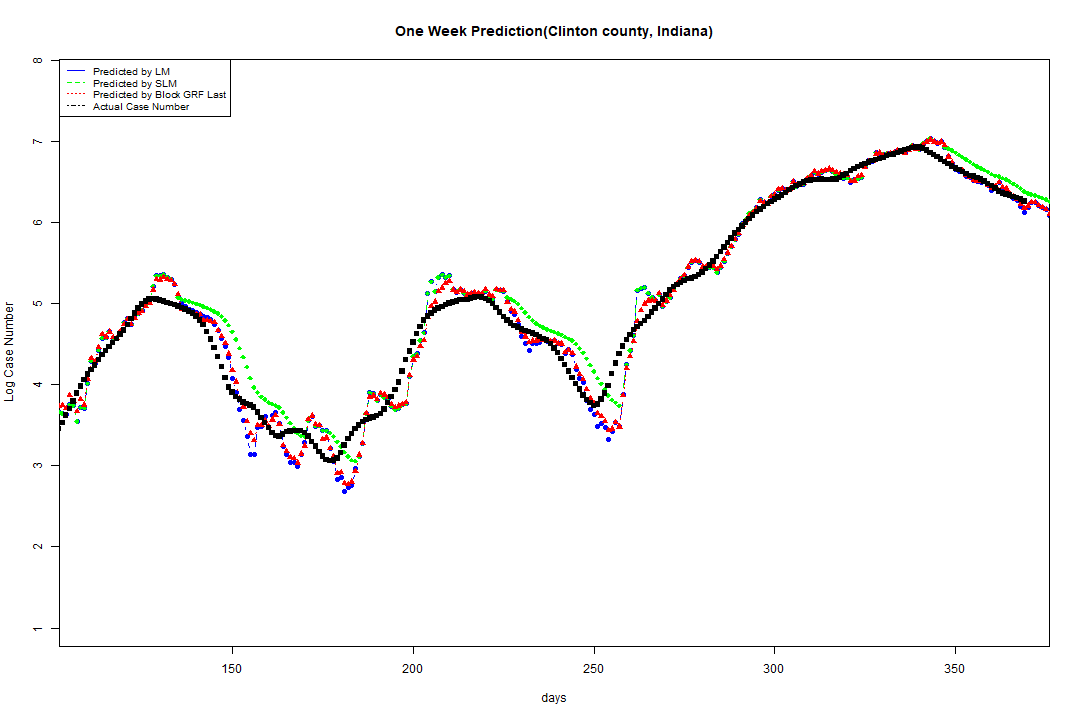 One Week Prediction(Clinton county, Indiana)
Predicted by LM
Predicted by SLM
Predicted by Block GRF Last
Actual Case Number
Log Case Number
8
7
6
5
4
3
2
1
150 200 250 300 350
days